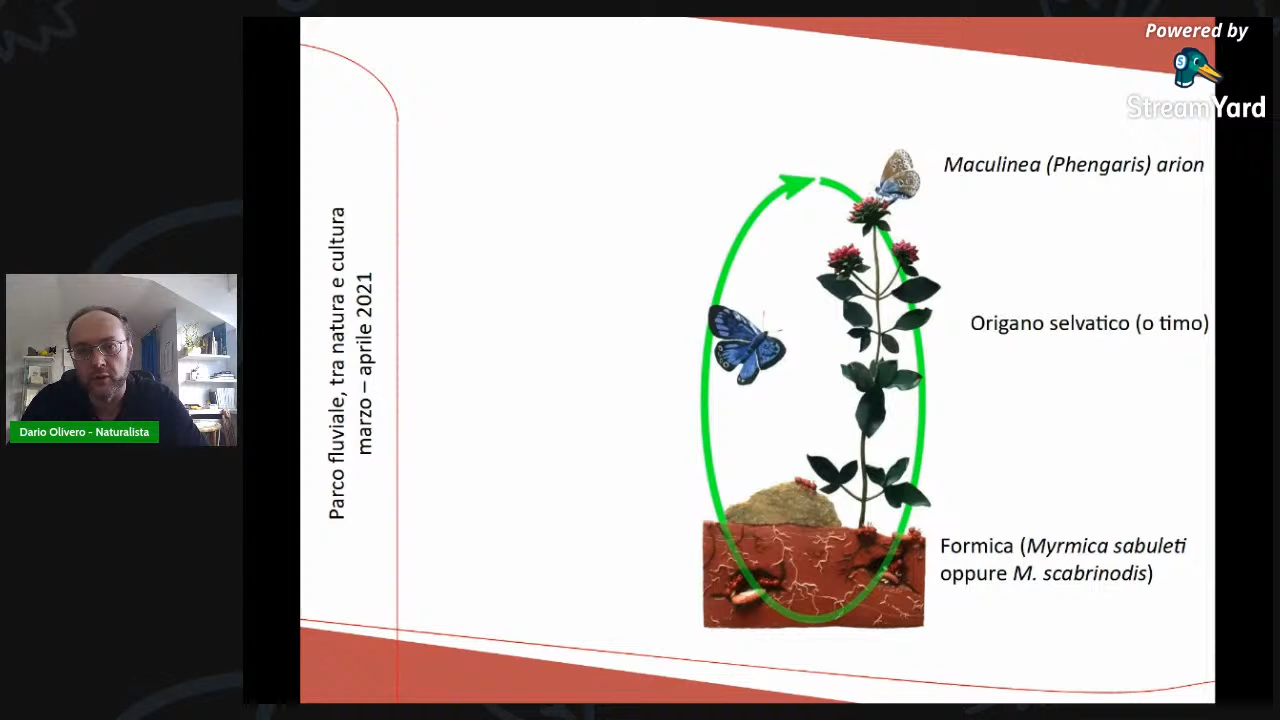 Powered by
StreamYard
Maculinea (Phengaris) arion
Origano selvatico (o timo)
Formica (Myrmica sabuleti
oppure M. scabrinodis)
Parco fluviale, tra natura e cultura
marzo – aprile 2021
Dario Olivero - Naturalista